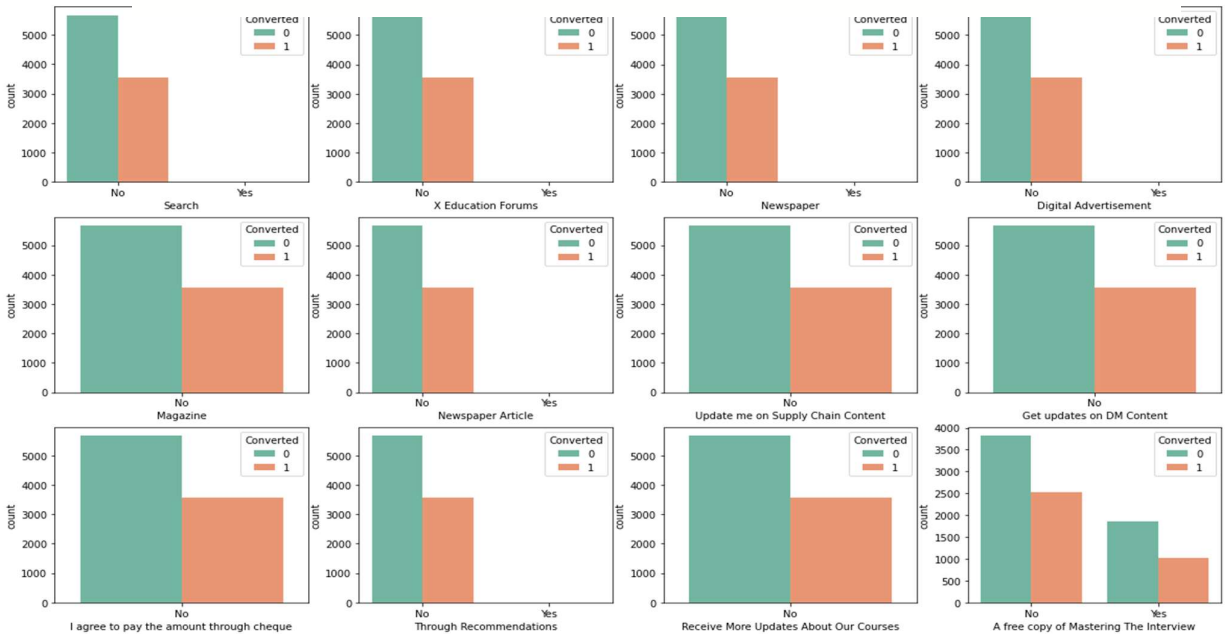 Converted
0
1
5000
4000
3000
2000
1000
0
count
No
Yes
Search
Converted
0
1
5000
4000
3000
2000
1000
0
count
No
Yes
X Education Forums
Converted
0
1
5000
4000
3000
2000
1000
0
count
No
Yes
Newspaper
Converted
0
1
5000
4000
3000
2000
1000
0
count
No
Yes
Digital Advertisement
Converted
0
1
5000
4000
3000
2000
1000
0
count
No
Magazine
Converted
0
1
5000
4000
3000
2000
1000
0
count
No
Yes
Newspaper Article
Converted
0
1
5000
4000
3000
2000
1000
0
count
No
Update me on Supply Chain Content
Converted
0
1
5000
4000
3000
2000
1000
0
count
No
Get updates on DM Content
Converted
0
1
5000
4000
3000
2000
1000
0
count
No
I agree to pay the amount through cheque
Converted
0
1
5000
4000
3000
2000
1000
0
count
No
Yes
Through Recommendations
Converted
0
1
5000
4000
3000
2000
1000
0
count
No
Receive More Updates About Our Courses
Converted
0
1
4000
3500
3000
2500
2000
1500
1000
500
0
count
No
Yes
A free copy of Mastering The Interview